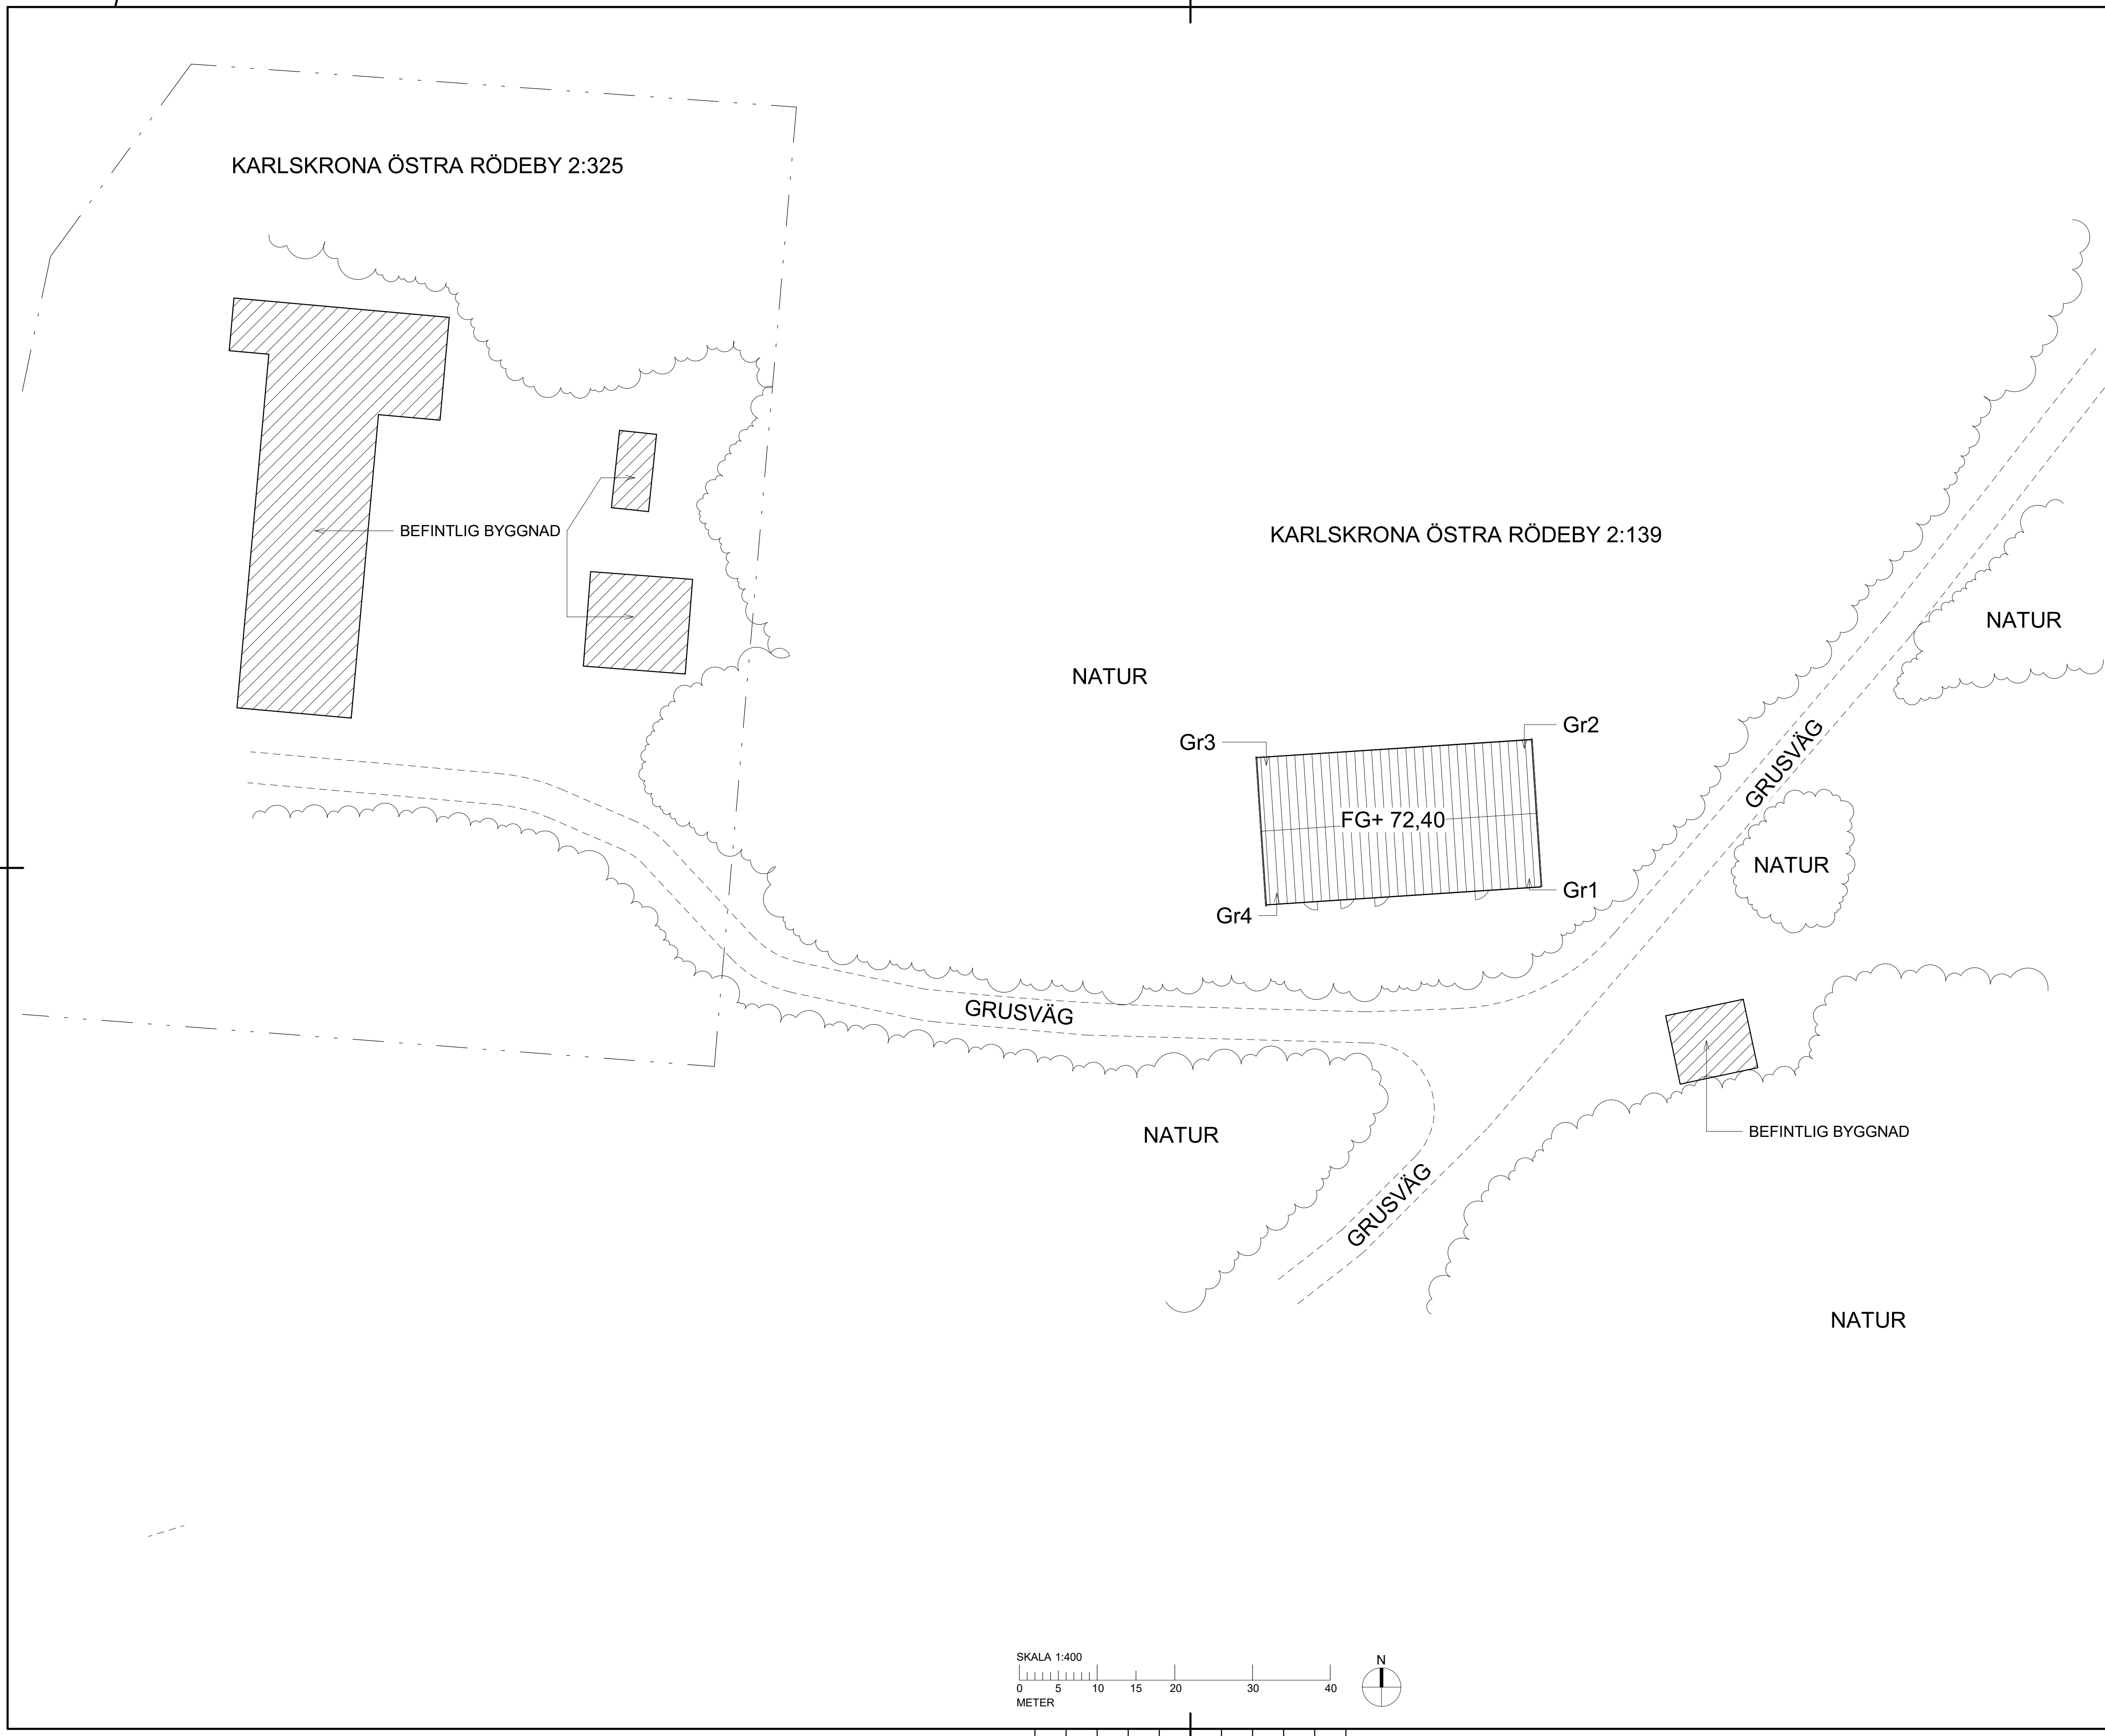 KARLSKRONA ÖSTRA RÖDEBY 2:325
BEFINTLIG BYGGNAD
KARLSKRONA ÖSTRA RÖDEBY 2:139
NATUR
NATUR
Gr3
Gr2
GRUSVÄG
FG+ 72,40
NATUR
Gr4
Gr1
GRUSVÄG
NATUR
BEFINTLIG BYGGNAD
GRUSVÄG
NATUR
SKALA 1:400
0 5 10 15 20 30 40
METER
N